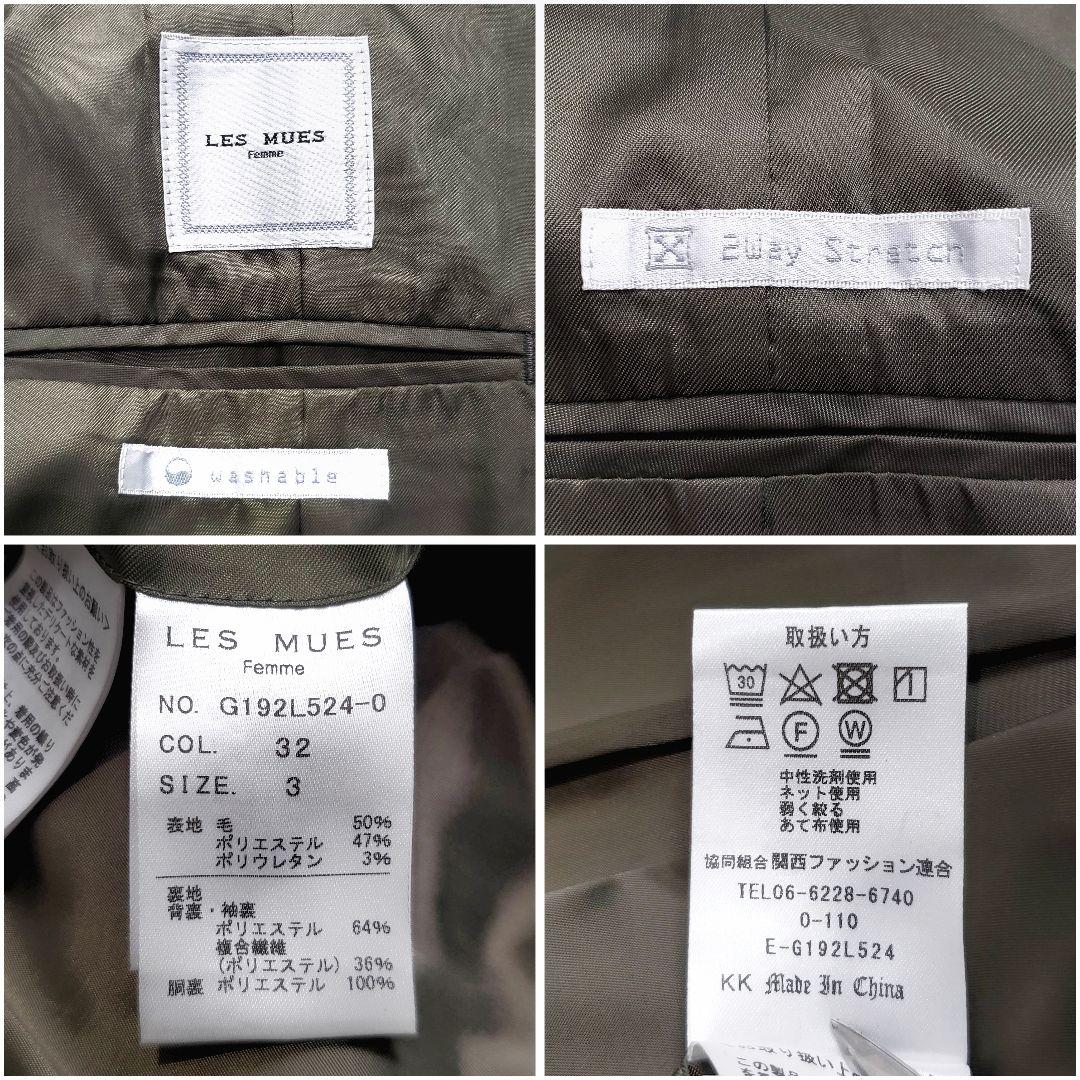 LES MUES
Femme
washable
2Way Stretch
LES MUES
Femme
NO. G192L524-0
COL. 32
SIZE. 3
表地 毛 50%
ポリエステル 47%
ポリウレタン 3%
裏地
背裏・袖裏
ポリエステル 64%
複合繊維
(ポリエステル) 36%
胴裏 ポリエステル 100%
取扱い方
30
F W
中性洗剤使用
ネット使用
弱く絞る
あて布使用
協同組合 関西ファッション連合
TEL06-6228-6740
0-110
E-G192L524
KK Made In China